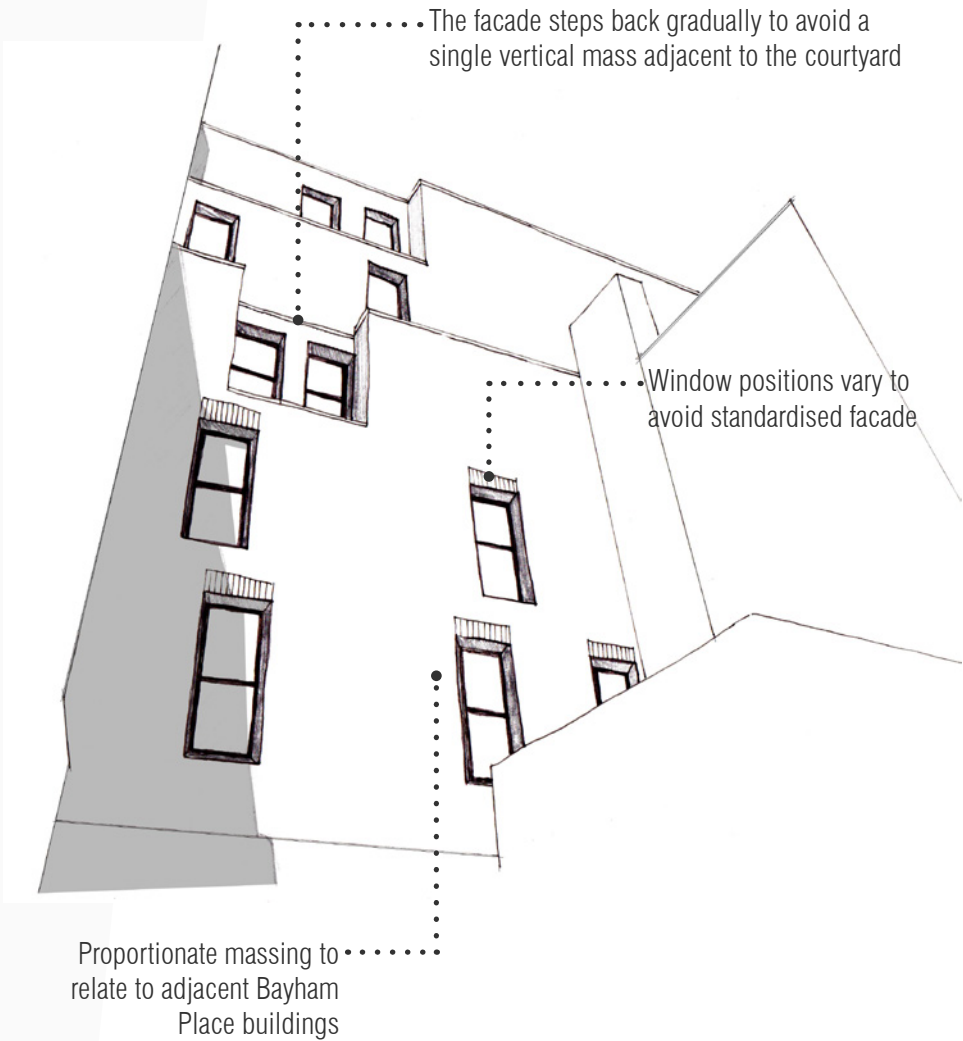 The facade steps back gradually to avoid a
single vertical mass adjacent to the courtyard
Window positions vary to
avoid standardised facade
Proportionate massing to
relate to adjacent Bayham
Place buildings